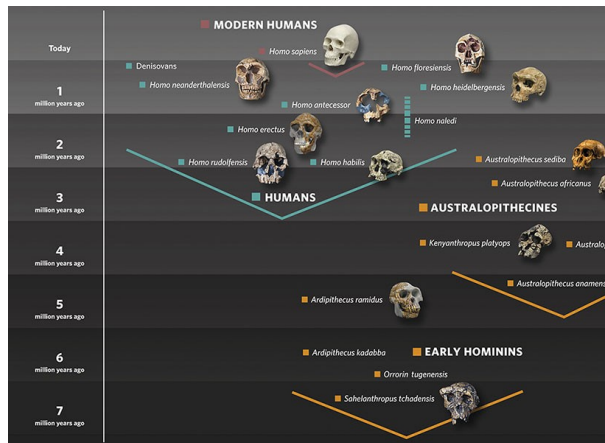 MODERN HUMANS
Today
Homo sapiens
Denisovans
Homo floresiensis
Homo neanderthalensis
Homo heidelbergensis
1
million years ago
Homo antecessor
Homo naledi
Homo erectus
2
million years ago
Homo rudolfensis
Homo habilis
Australopithecus sediba
Australopithecus africanus
3
million years ago
HUMANS
AUSTRALOPITHECINES
Kenyanthropus platyops
4
million years ago
5
million years ago
Ardipithecus ramidus
6
million years ago
Ardipithecus kadabba
EARLY HOMININS
Orrorin tugenensis
Sahelanthropus tchadensis
7
million years ago